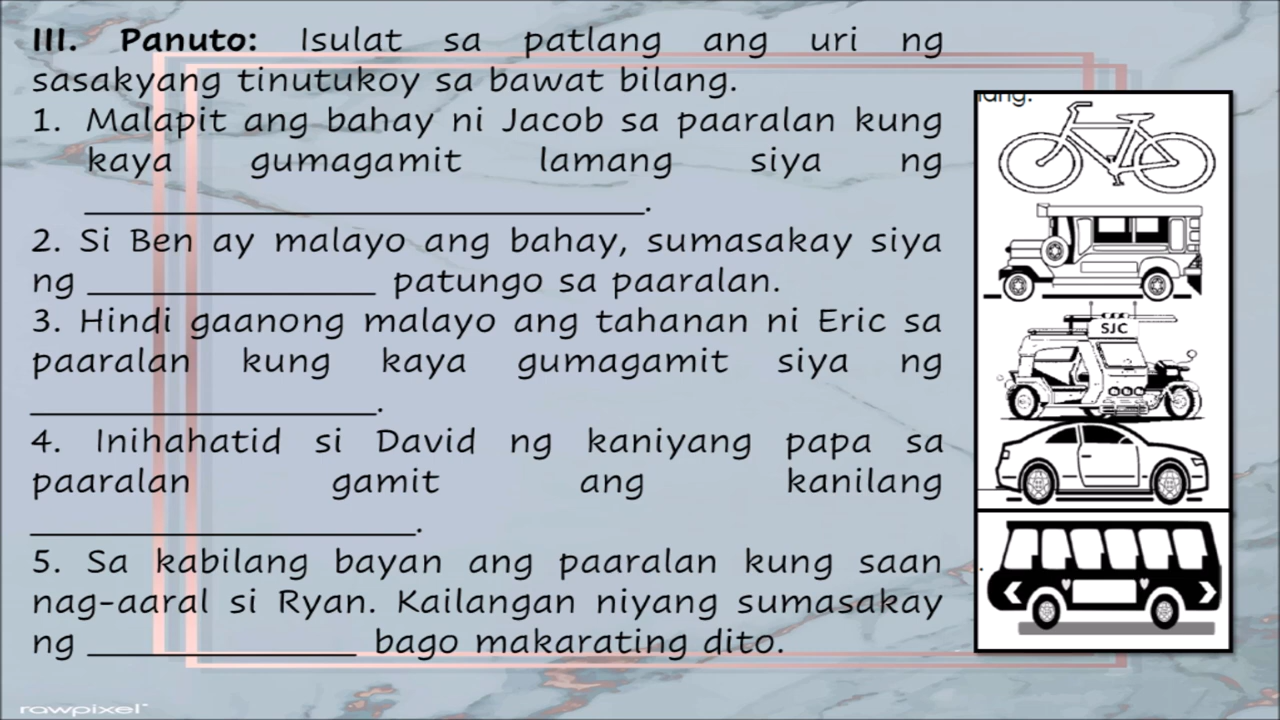 III. Panuto: Isulat sa patlang ang uri ng
sasakyang tinutukoy sa bawat bilang.
1. Malapit ang bahay ni Jacob sa paaralan kung
kaya gumagamit lamang siya ng
____________________.
2. Si Ben ay malayo ang bahay, sumasakay siya
ng ____________________ patungo sa paaralan.
3. Hindi gaanong malayo ang tahanan ni Eric sa
paaralan kung kaya gumagamit siya ng
____________________.
4. Inihahatid si David ng kaniyang papa sa
paaralan gamit ang kanilang
____________________.
5. Sa kabilang bayan ang paaralan kung saan
nag-aaral si Ryan. Kailangan niyang sumasakay
ng ____________________ bago makarating dito.
SJC
rawpixel